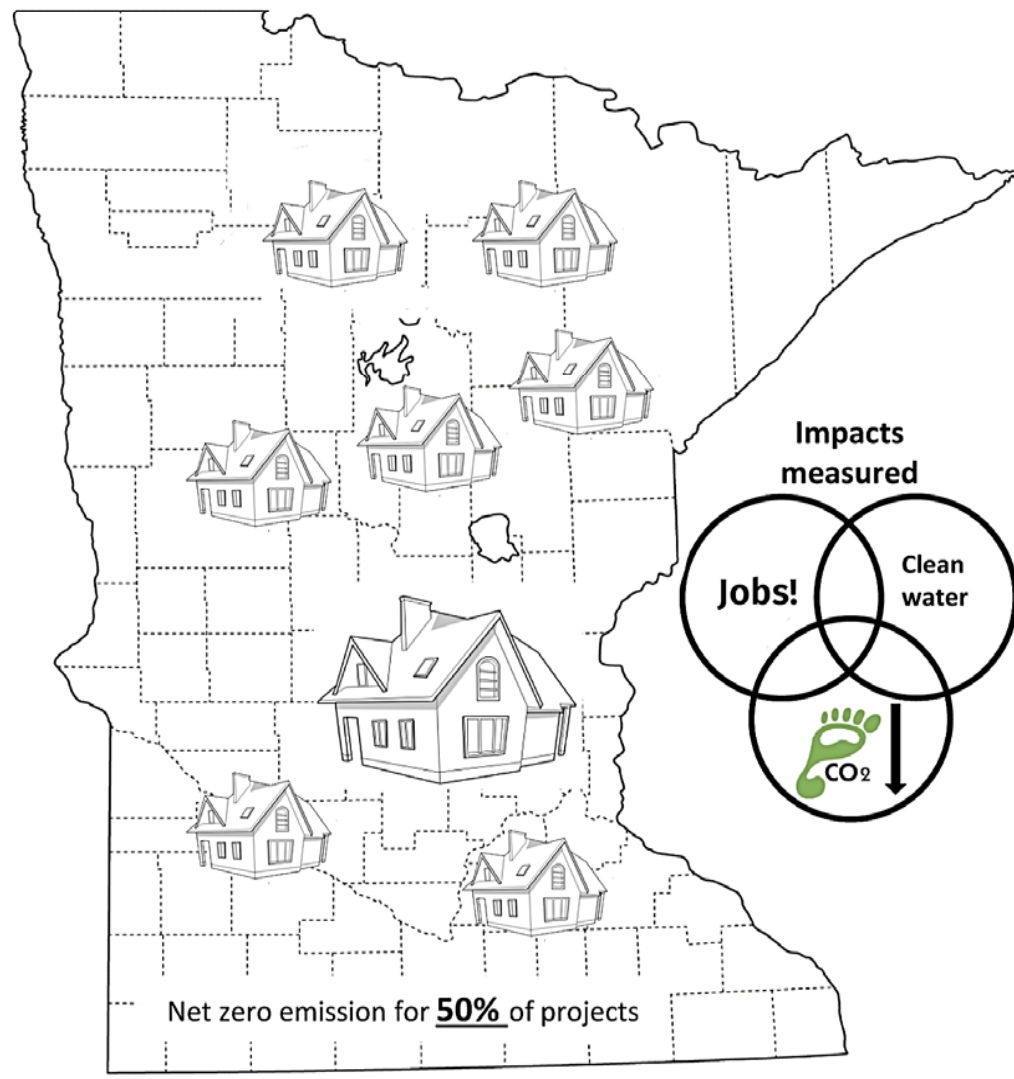 Impacts
measured
Jobs!
Clean
water
CO₂
Net zero emission for 50% of projects